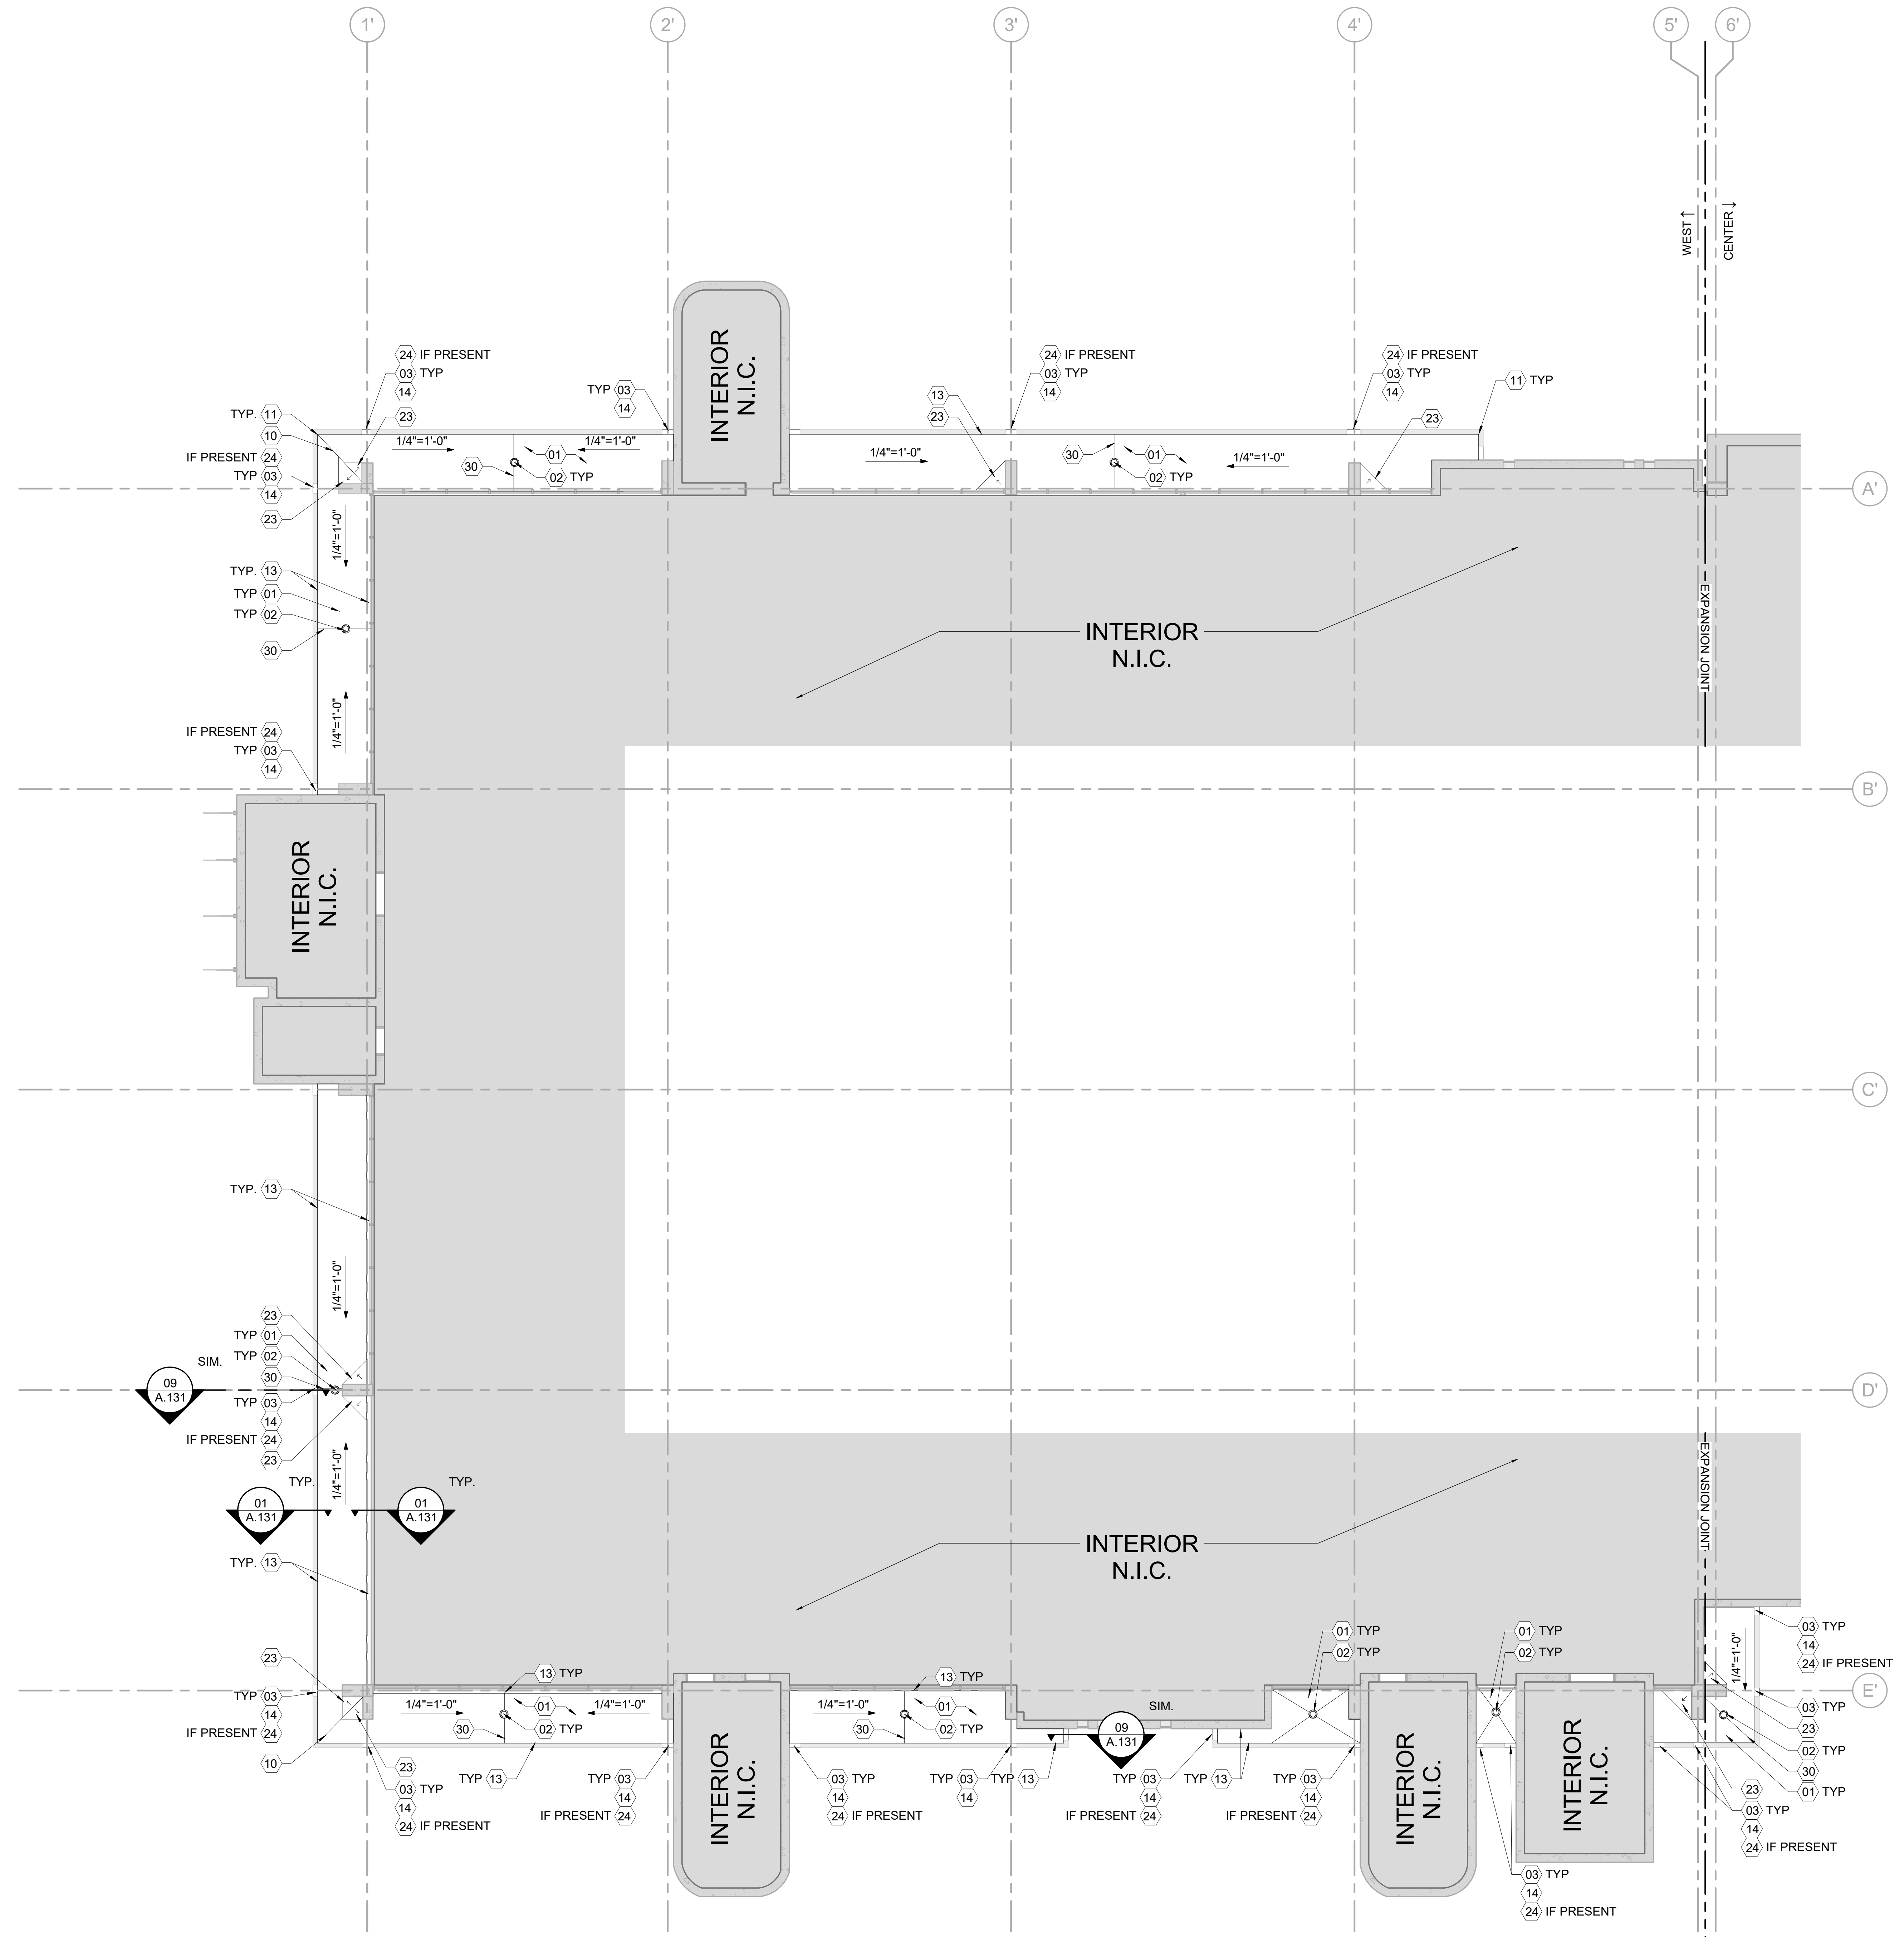 1'
2'
3'
4'
5'
6'
WEST
CENTER
24 IF PRESENT
03 TYP
14
TYP 03
14
24 IF PRESENT
03 TYP
14
24 IF PRESENT
03 TYP
14
11 TYP
TYP. 11
10
IF PRESENT 24
TYP 03
14
23
23
13
23
23
1/4"=1'-0"
1/4"=1'-0"
01
30
02 TYP
1/4"=1'-0"
1/4"=1'-0"
01
30
02 TYP
INTERIOR
N.I.C.
A'
1/4"=1'-0"
TYP. 13
TYP 01
TYP 02
30
1/4"=1'-0"
INTERIOR
N.I.C.
EXPANSION JOINT
IF PRESENT 24
TYP 03
14
B'
INTERIOR
N.I.C.
C'
TYP. 13
1/4"=1'-0"
23
TYP 01
SIM.
TYP 02
30
09
A.131
TYP 03
14
IF PRESENT 24
23
D'
1/4"=1'-0"
TYP.
TYP.
01
A.131
01
A.131
TYP. 13
INTERIOR
N.I.C.
EXPANSION JOINT
23
TYP 03
14
IF PRESENT 24
10
13 TYP
1/4"=1'-0"
01
1/4"=1'-0"
30
02 TYP
13 TYP
1/4"=1'-0"
01
30
02 TYP
SIM.
09
A.131
01 TYP
02 TYP
01 TYP
02 TYP
1/4"=1'-0"
03 TYP
14
24 IF PRESENT
E'
03 TYP
23
02 TYP
30
01 TYP
23
03 TYP
14
24 IF PRESENT
23
03 TYP
14
24 IF PRESENT
TYP 13
TYP 03
14
IF PRESENT 24
INTERIOR
N.I.C.
03 TYP
14
24 IF PRESENT
TYP 03
14
TYP 13
TYP 03
14
IF PRESENT 24
TYP 13
TYP 03
14
IF PRESENT 24
INTERIOR
N.I.C.
INTERIOR
N.I.C.
03 TYP
14
24 IF PRESENT